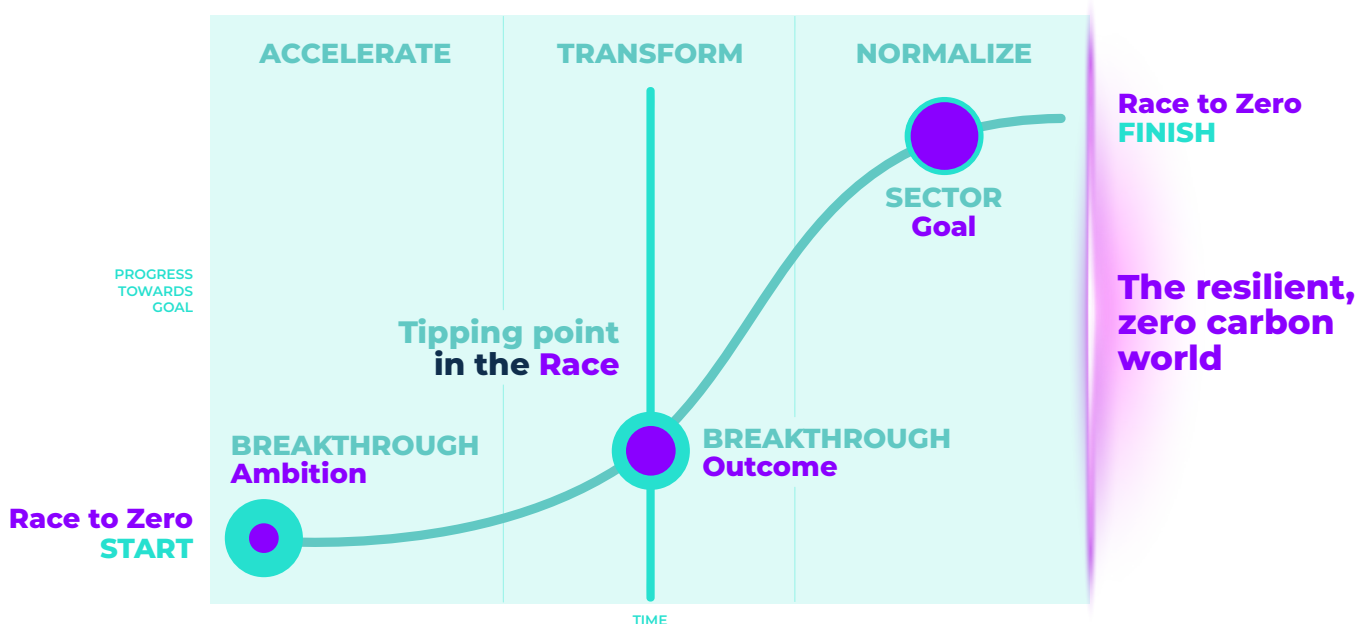 ACCELERATE
TRANSFORM
NORMALIZE
Race to Zero
FINISH
SECTOR
Goal
PROGRESS
TOWARDS
GOAL
The resilient,
zero carbon
world
Tipping point
in the Race
BREAKTHROUGH
Ambition
BREAKTHROUGH
Outcome
Race to Zero
START
TIME